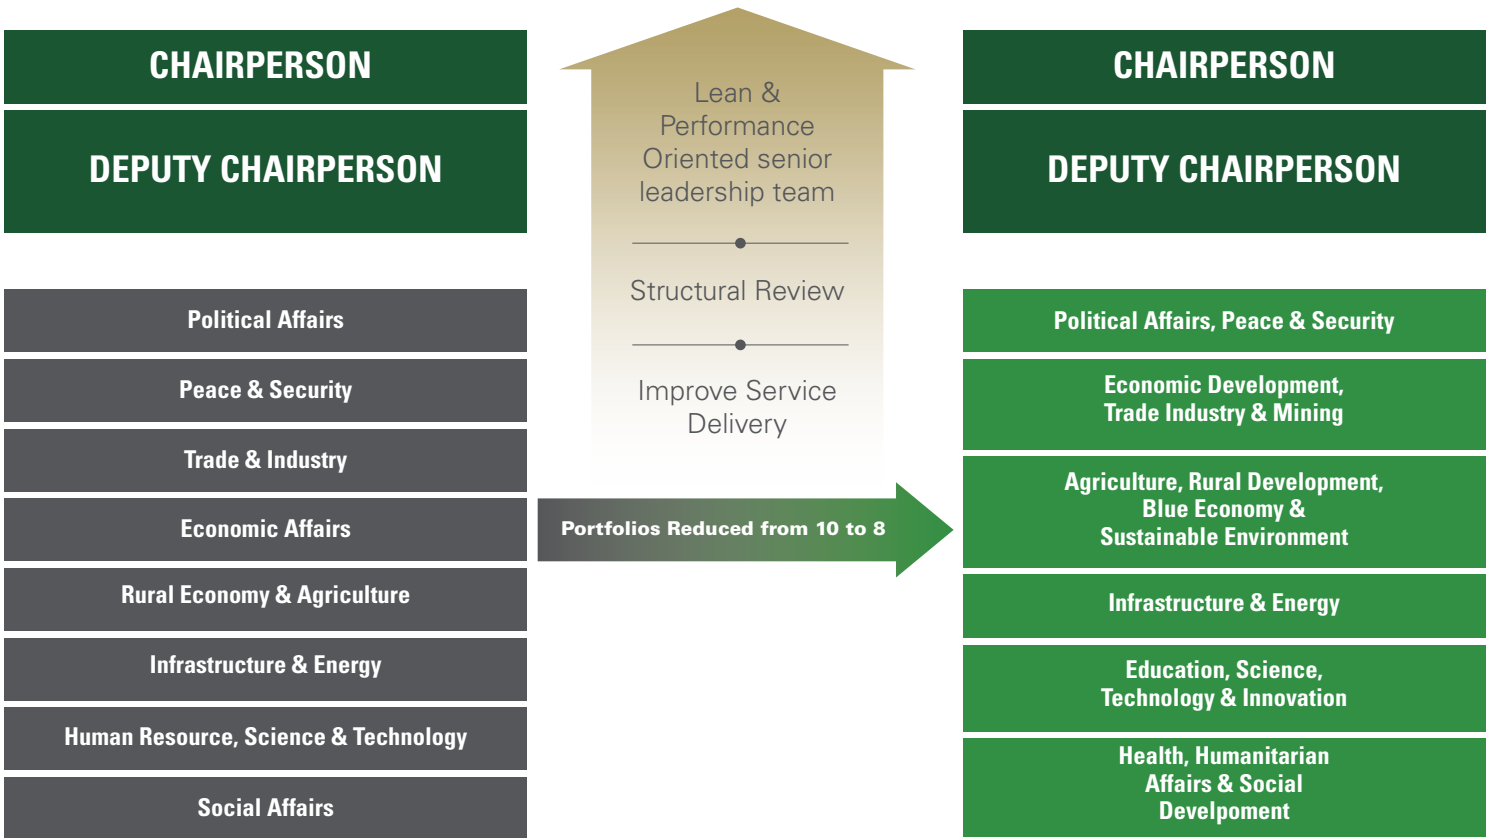 CHAIRPERSON
DEPUTY CHAIRPERSON
Political Affairs
Peace & Security
Trade & Industry
Economic Affairs
Rural Economy & Agriculture
Infrastructure & Energy
Human Resource, Science & Technology
Social Affairs
Lean &
Performance
Oriented senior
leadership team
Structural Review
Improve Service
Delivery
Portfolios Reduced from 10 to 8
CHAIRPERSON
DEPUTY CHAIRPERSON
Political Affairs, Peace & Security
Economic Development,
Trade Industry & Mining
Agriculture, Rural Development,
Blue Economy &
Sustainable Environment
Infrastructure & Energy
Education, Science,
Technology & Innovation
Health, Humanitarian
Affairs & Social
Develpoment